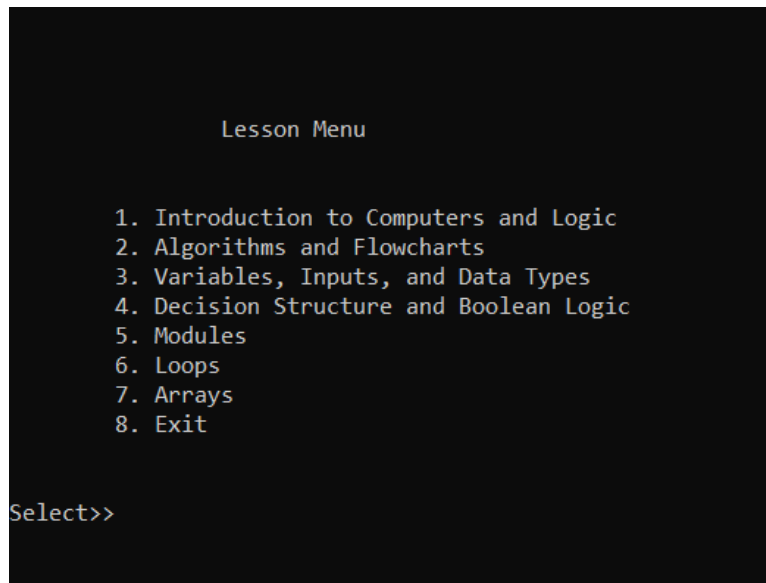 Lesson Menu
1. Introduction to Computers and Logic
2. Algorithms and Flowcharts
3. Variables, Inputs, and Data Types
4. Decision Structure and Boolean Logic
5. Modules
6. Loops
7. Arrays
8. Exit
Select>>